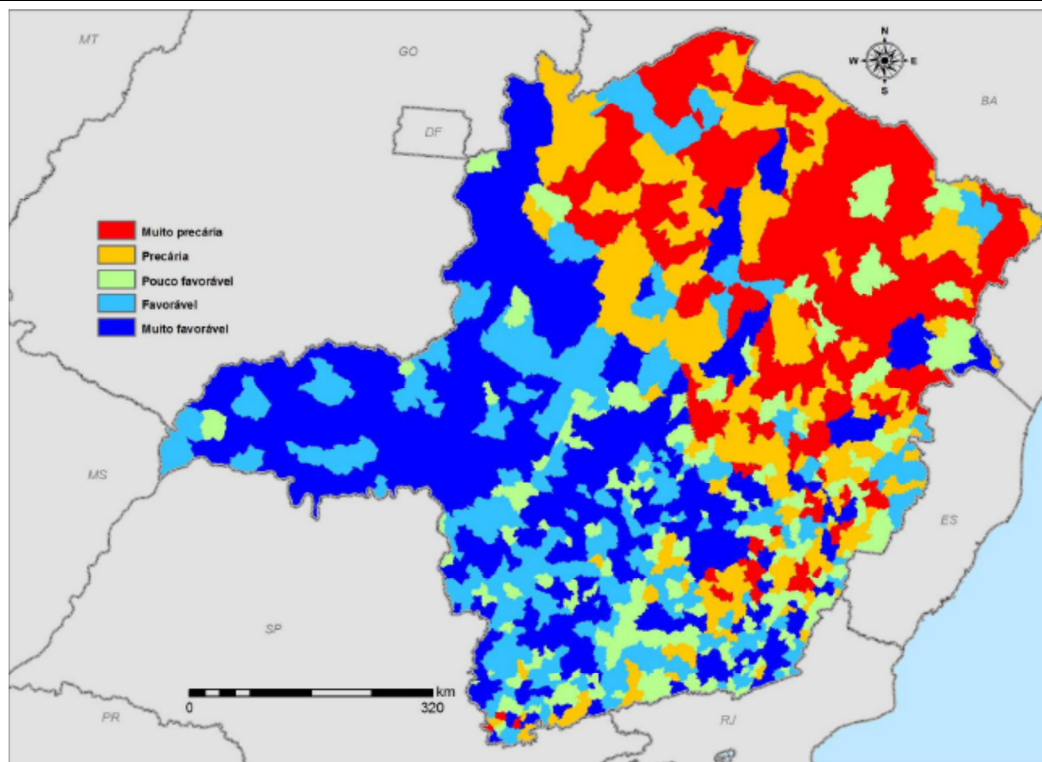 MT
GO
DF
BA
N
W E
S
Muito precária
Precária
Pouco favorável
Favorável
Muito favorável
MS
ES
SP
km
0 320
PR
RJ